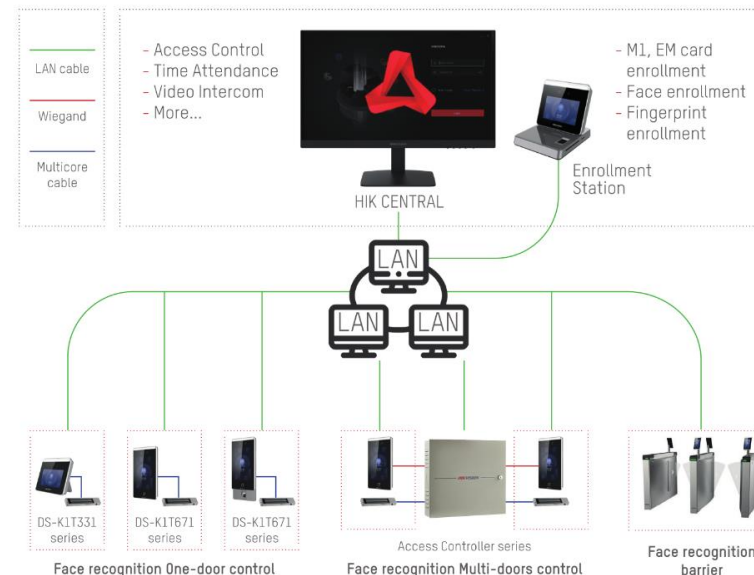 LAN cable
Wiegand
Multicore
cable
- Access Control
- Time Attendance
- Video Intercom
- More...
HIK CENTRAL
- M1, EM card
enrollment
- Face enrollment
- Fingerprint
enrollment
Enrollment
Station
LAN
LAN
LAN
DS-K1T331
series
DS-K1T671
series
DS-K1T671
series
Face recognition One-door control
Access Controller series
Face recognition Multi-doors control
Face recognition
barrier